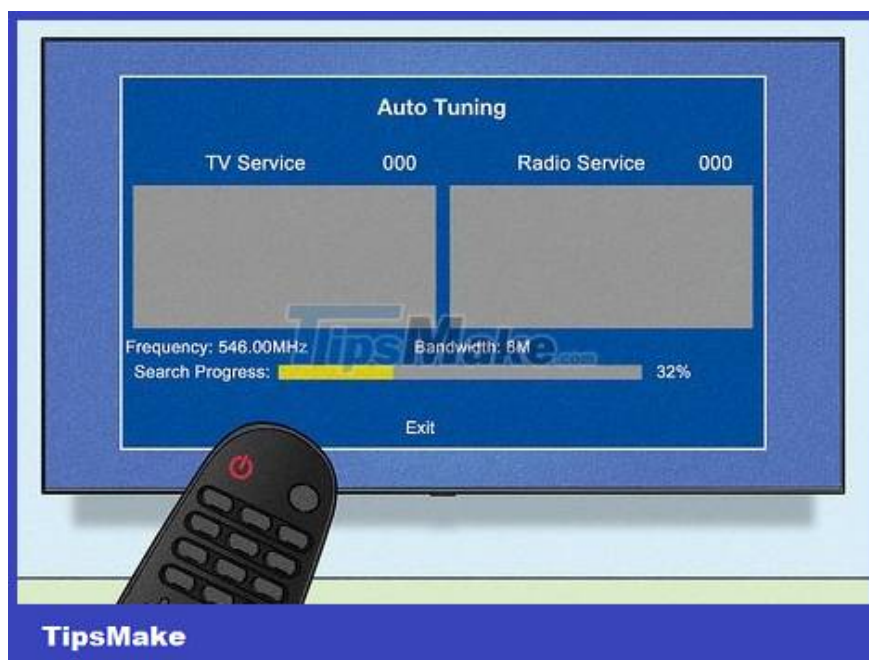 Auto Tuning
TV Service 000 Radio Service 000
TipsMake.com
Frequency: 546.00MHz Bandwidth: 8M
Search Progress: 32%
Exit
TipsMake